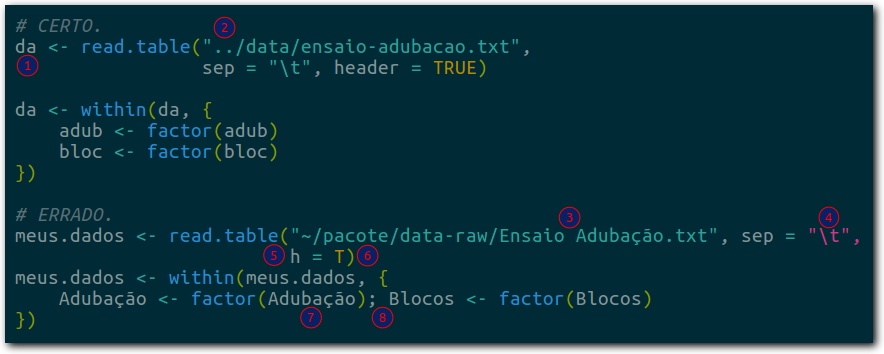 # CERTO. 2
da <- read.table("../data/ensaio-adubacao.txt",
1 sep = "\t", header = TRUE)
da <- within(da, {
adub <- factor(adub)
bloc <- factor(bloc)
})
# ERRADO. 3 4
meus.dados <- read.table("~/pacote/data-raw/Ensaio Adubação.txt", sep = "\t",
5 h = T) 6
meus.dados <- within(meus.dados, {
Adubação <- factor(Adubação); Blocos <- factor(Blocos)
}) 7 8